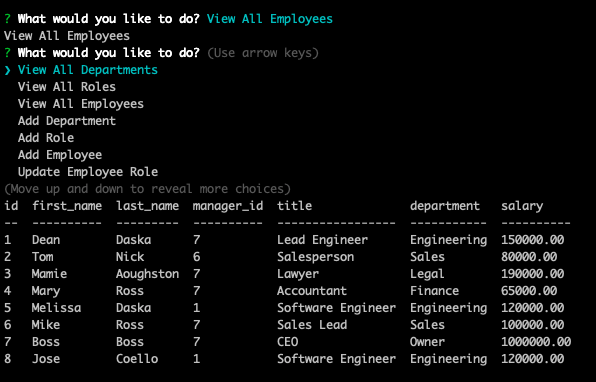 ? What would you like to do? View All Employees
View All Employees
? What would you like to do? (Use arrow keys)
❯ View All Departments
  View All Roles
  View All Employees
  Add Department
  Add Role
  Add Employee
  Update Employee Role
(Move up and down to reveal more choices)
id  first_name  last_name  manager_id  title              department   salary
--  ----------  ---------  ----------  -----------------  -----------  ----------
1   Dean        Daska      7           Lead Engineer      Engineering  150000.00
2   Tom         Nick       6           Salesperson        Sales        80000.00
3   Mamie       Aoughston  7           Lawyer             Legal        190000.00
4   Mary        Ross       7           Accountant         Finance      65000.00
5   Melissa     Daska      1           Software Engineer  Engineering  120000.00
6   Mike        Ross       7           Sales Lead         Sales        100000.00
7   Boss        Boss       7           CEO                Owner        1000000.00
8   Jose        Coello     1           Software Engineer  Engineering  120000.00